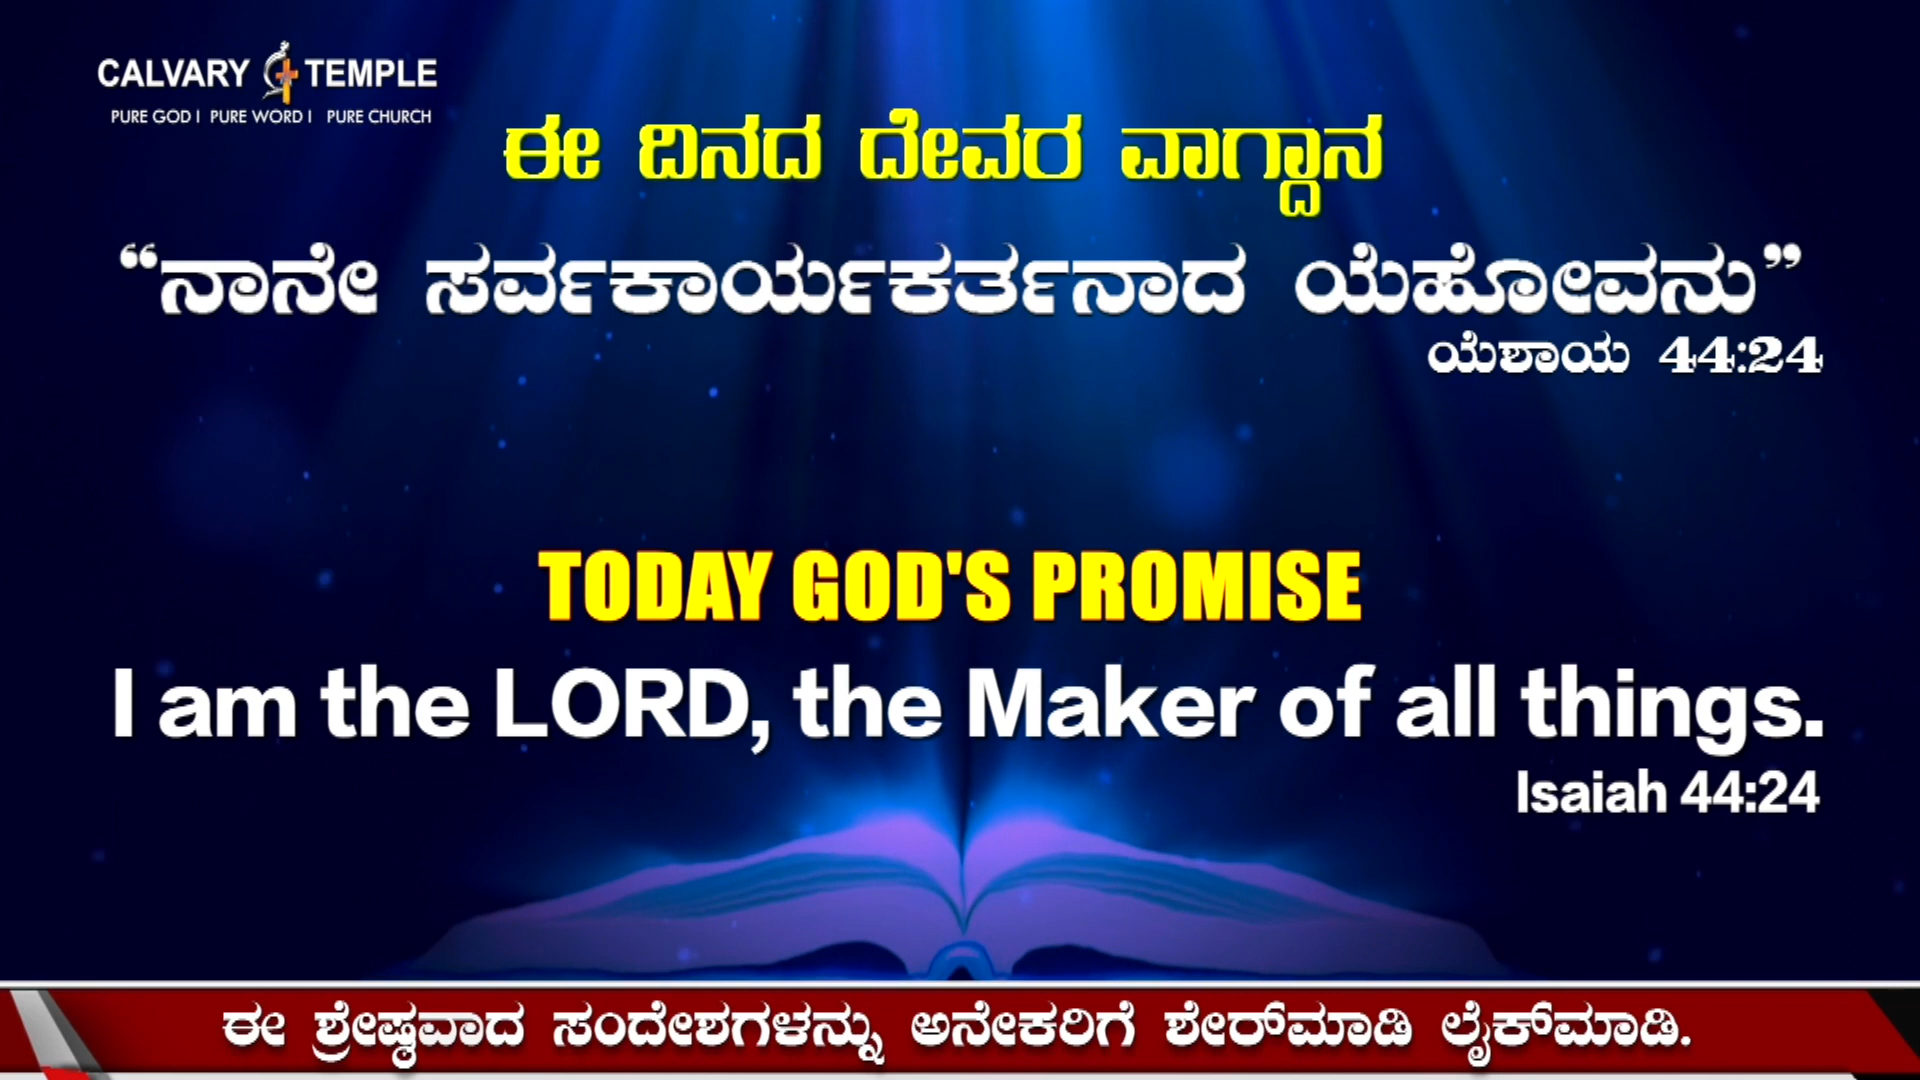 CALVARY TEMPLE
PURE GOD I PURE WORD I PURE CHURCH
ಈ ದಿನದ ದೇವರ ವಾಗ್ದಾನ
“ನಾನೇ ಸರ್ವಕಾರ್ಯಕರ್ತನಾದ ಯೆಹೋವನು”
ಯೆಶಾಯ 44:24
TODAY GOD'S PROMISE
I am the LORD, the Maker of all things.
Isaiah 44:24
ಈ ಶ್ರೇಷ್ಠವಾದ ಸಂದೇಶಗಳನ್ನು ಅನೇಕರಿಗೆ ಶೇರ್‌ಮಾಡಿ ಲೈಕ್‌ಮಾಡಿ.